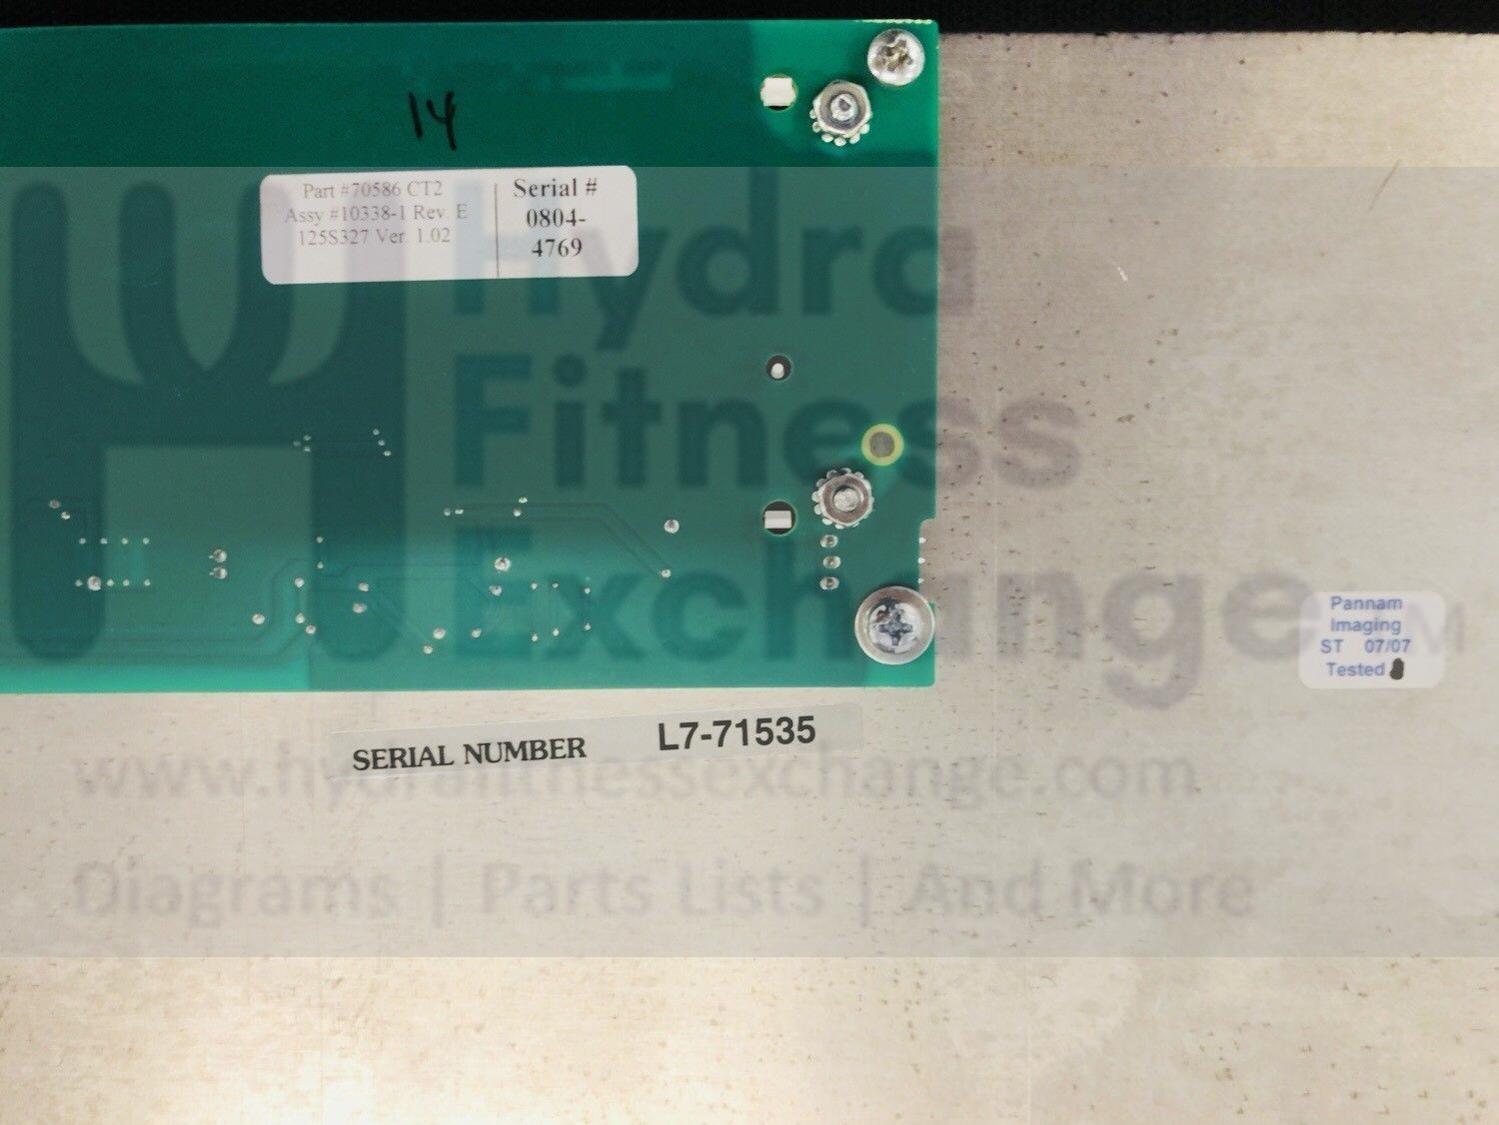 14
Part #70586 CT2
Assy #10338-1 Rev. E
125S327 Ver. 1.02
Serial #
0804-
4769
Hydra
Fitness
Exchange TM
Pannam
Imaging
ST 07/07
Tested
SERIAL NUMBER L7-71535
www.hydrafitnessexchange.com
Diagrams | Parts Lists | And More